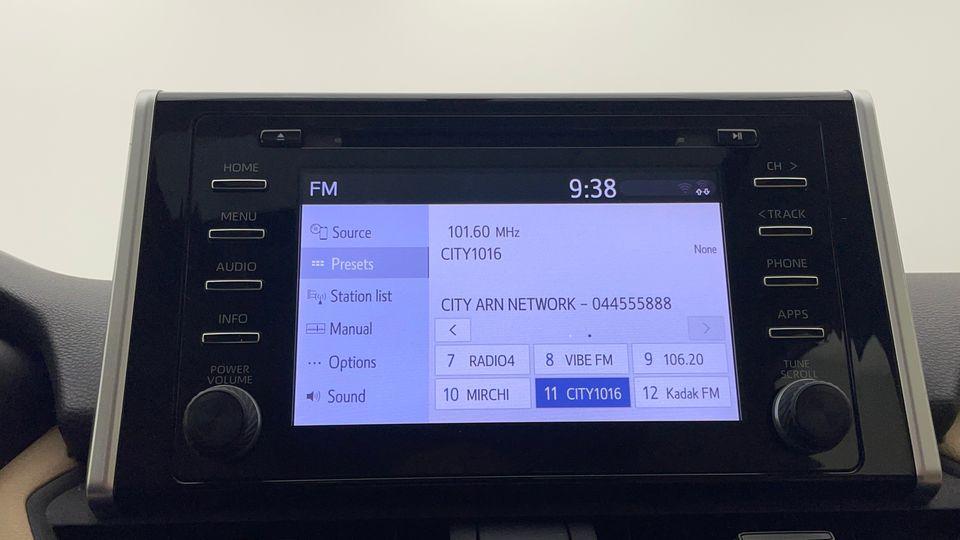 HOME
MENU
AUDIO
INFO
POWER
VOLUME
FM 9:38
Source
Presets
Station list
Manual
Options
Sound
101.60 MHz
CITY1016
None
CITY ARN NETWORK – 044555888
< >
7 RADIO4 8 VIBE FM 9 106.20
10 MIRCHI 11 CITY1016 12 Kadak FM
CH >
< TRACK
PHONE
APPS
TUNE
SCROLL